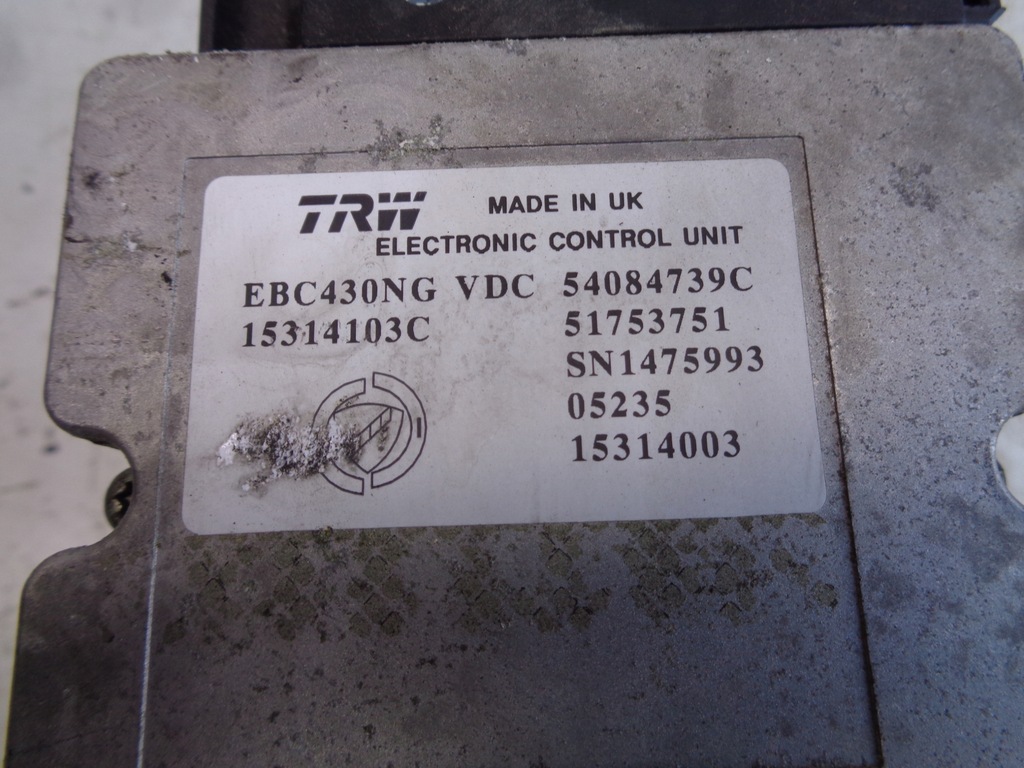 TRW MADE IN UK
ELECTRONIC CONTROL UNIT
EBC430NG VDC 54084739C
15314103C 51753751
SN1475993
05235
15314003